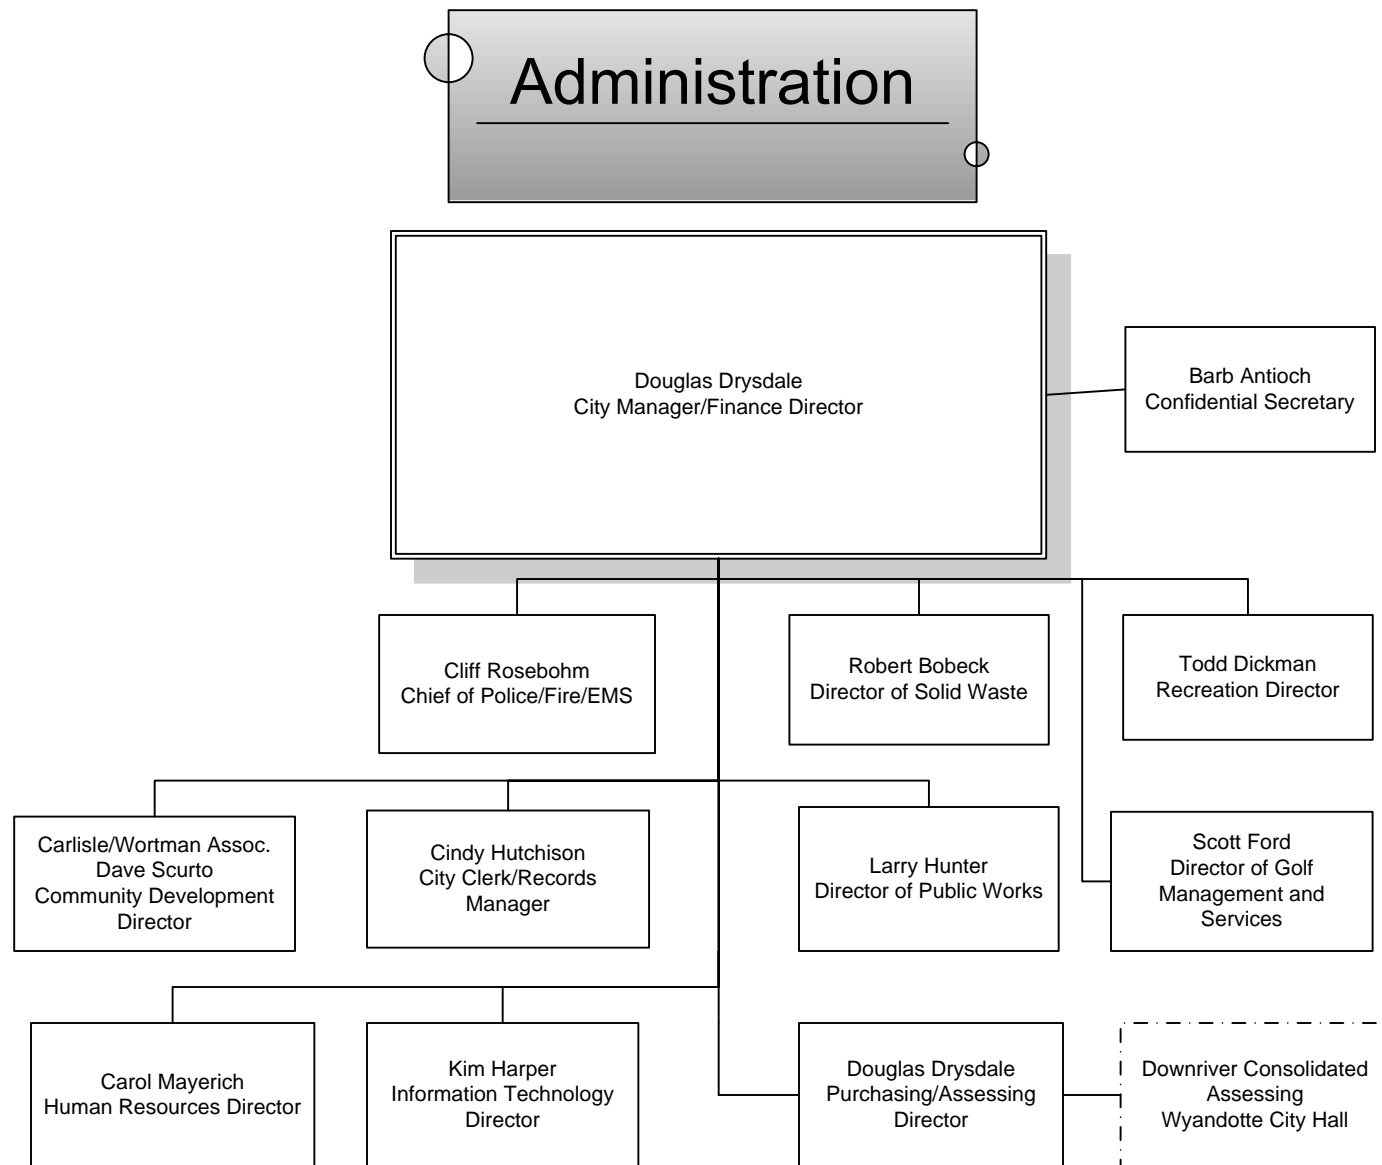 Administration
Douglas Drysdale
City Manager/Finance Director
Barb Antioch
Confidential Secretary
Cliff Rosebohm
Chief of Police/Fire/EMS
Robert Bobeck
Director of Solid Waste
Todd Dickman
Recreation Director
Carlisle/Wortman Assoc.
Dave Scurto
Community Development
Director
Cindy Hutchison
City Clerk/Records
Manager
Larry Hunter
Director of Public Works
Scott Ford
Director of Golf
Management and
Services
Carol Mayerich
Human Resources Director
Kim Harper
Information Technology
Director
Douglas Drysdale
Purchasing/Assessing
Director
Downriver Consolidated
Assessing
Wyandotte City Hall